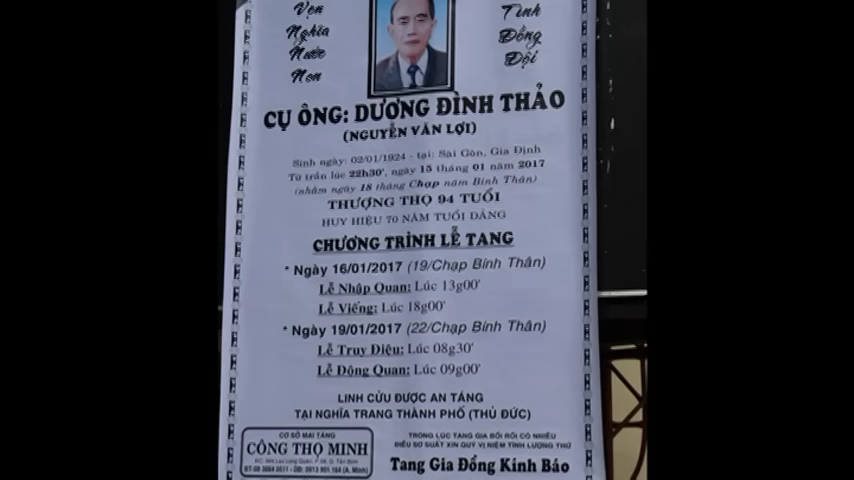 Vẹn Tình
Nghĩa Đồng
Nước Đội
Non
CỤ ÔNG: DƯƠNG ĐÌNH THẢO
(NGUYỄN VĂN LỢI)
Sinh ngày: 02/01/1924 - tại: Sài Gòn, Gia Định
Từ trần lúc 22h30', ngày 15 tháng 01 năm 2017
(nhằm ngày 18 tháng Chạp năm Bính Thân)
THƯỢNG THỌ 94 TUỔI
HUY HIỆU 70 NĂM TUỔI ĐẢNG
CHƯƠNG TRÌNH LỄ TANG
* Ngày 16/01/2017 (19/Chạp Bính Thân)
Lễ Nhập Quan: Lúc 13g00'
Lễ Viếng: Lúc 18g00'
* Ngày 19/01/2017 (22/Chạp Bính Thân)
Lễ Truy Điệu: Lúc 08g30'
Lễ Động Quan: Lúc 09g00'
LINH CỬU ĐƯỢC AN TÁNG
TẠI NGHĨA TRANG THÀNH PHỐ (THỦ ĐỨC)
CƠ SỞ MAI TÁNG
CÔNG THỌ MINH
TRONG LÚC TANG GIA BỐI RỐI CÓ NHIỀU
ĐIỀU SƠ SUẤT XIN QUÝ VỊ NIỆM TÌNH LƯỢNG THỨ
Tang Gia Đồng Kính Báo